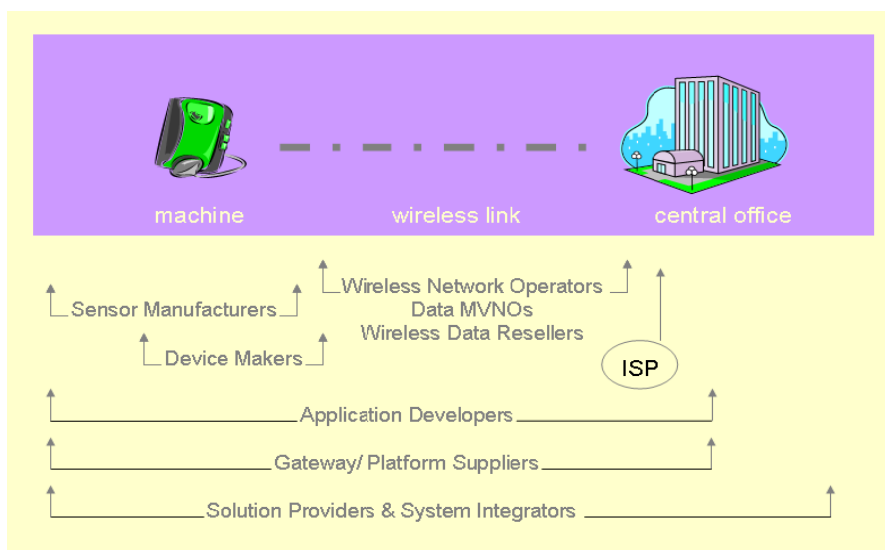 machine
wireless link
central office
Wireless Network Operators
Data MVNOs
Wireless Data Resellers
Sensor Manufacturers
Device Makers
ISP
Application Developers
Gateway/ Platform Suppliers
Solution Providers & System Integrators